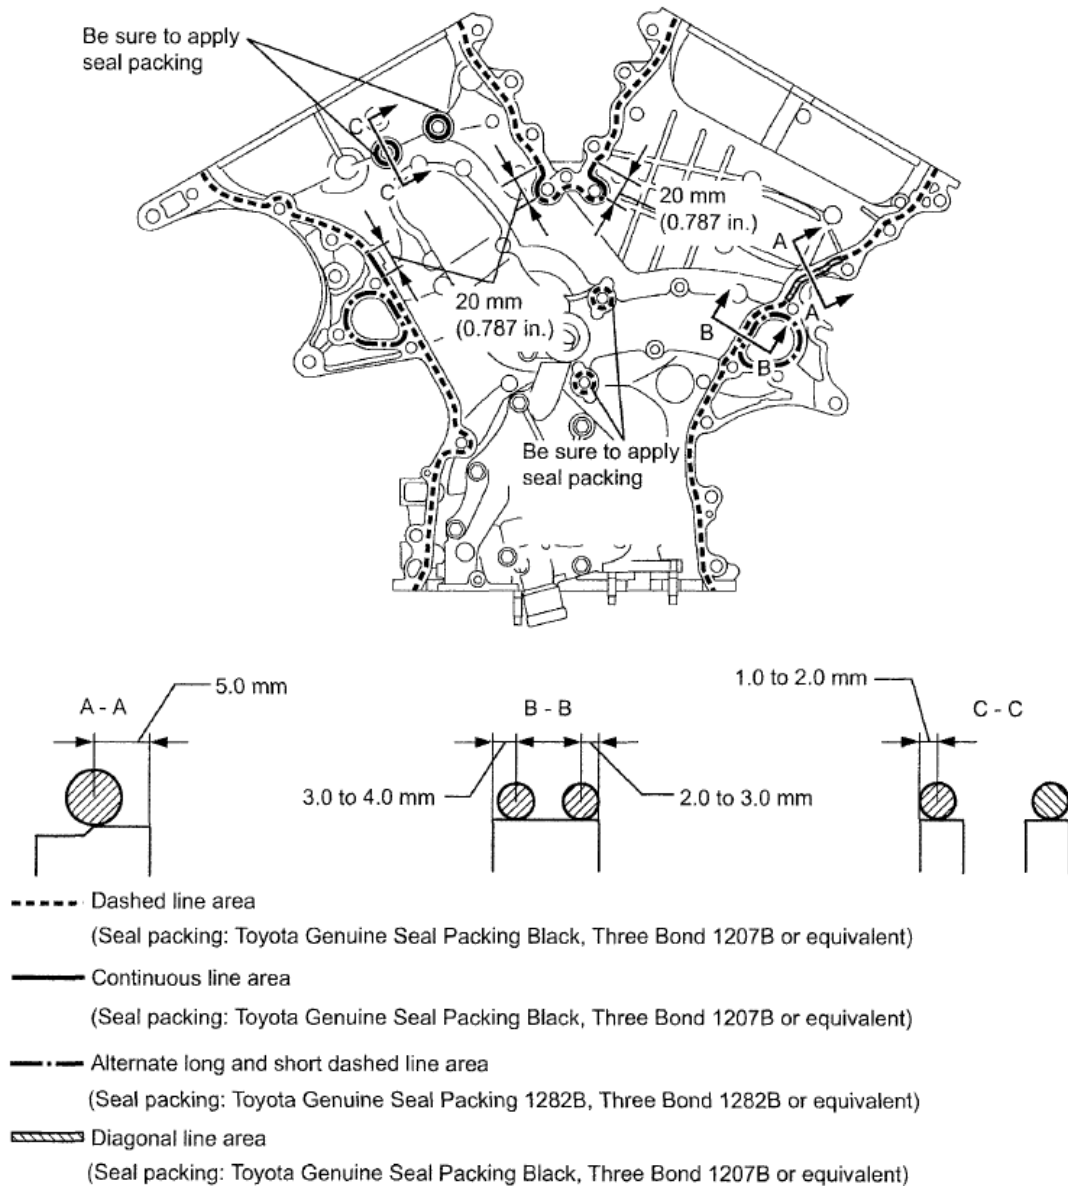 Be sure to apply
seal packing
C
C
20 mm
(0.787 in.)
A
A
20 mm
(0.787 in.)
B
B
Be sure to apply
seal packing
5.0 mm
A - A
B - B
1.0 to 2.0 mm
C - C
3.0 to 4.0 mm
2.0 to 3.0 mm
Dashed line area
(Seal packing: Toyota Genuine Seal Packing Black, Three Bond 1207B or equivalent)
Continuous line area
(Seal packing: Toyota Genuine Seal Packing Black, Three Bond 1207B or equivalent)
Alternate long and short dashed line area
(Seal packing: Toyota Genuine Seal Packing 1282B, Three Bond 1282B or equivalent)
Diagonal line area
(Seal packing: Toyota Genuine Seal Packing Black, Three Bond 1207B or equivalent)